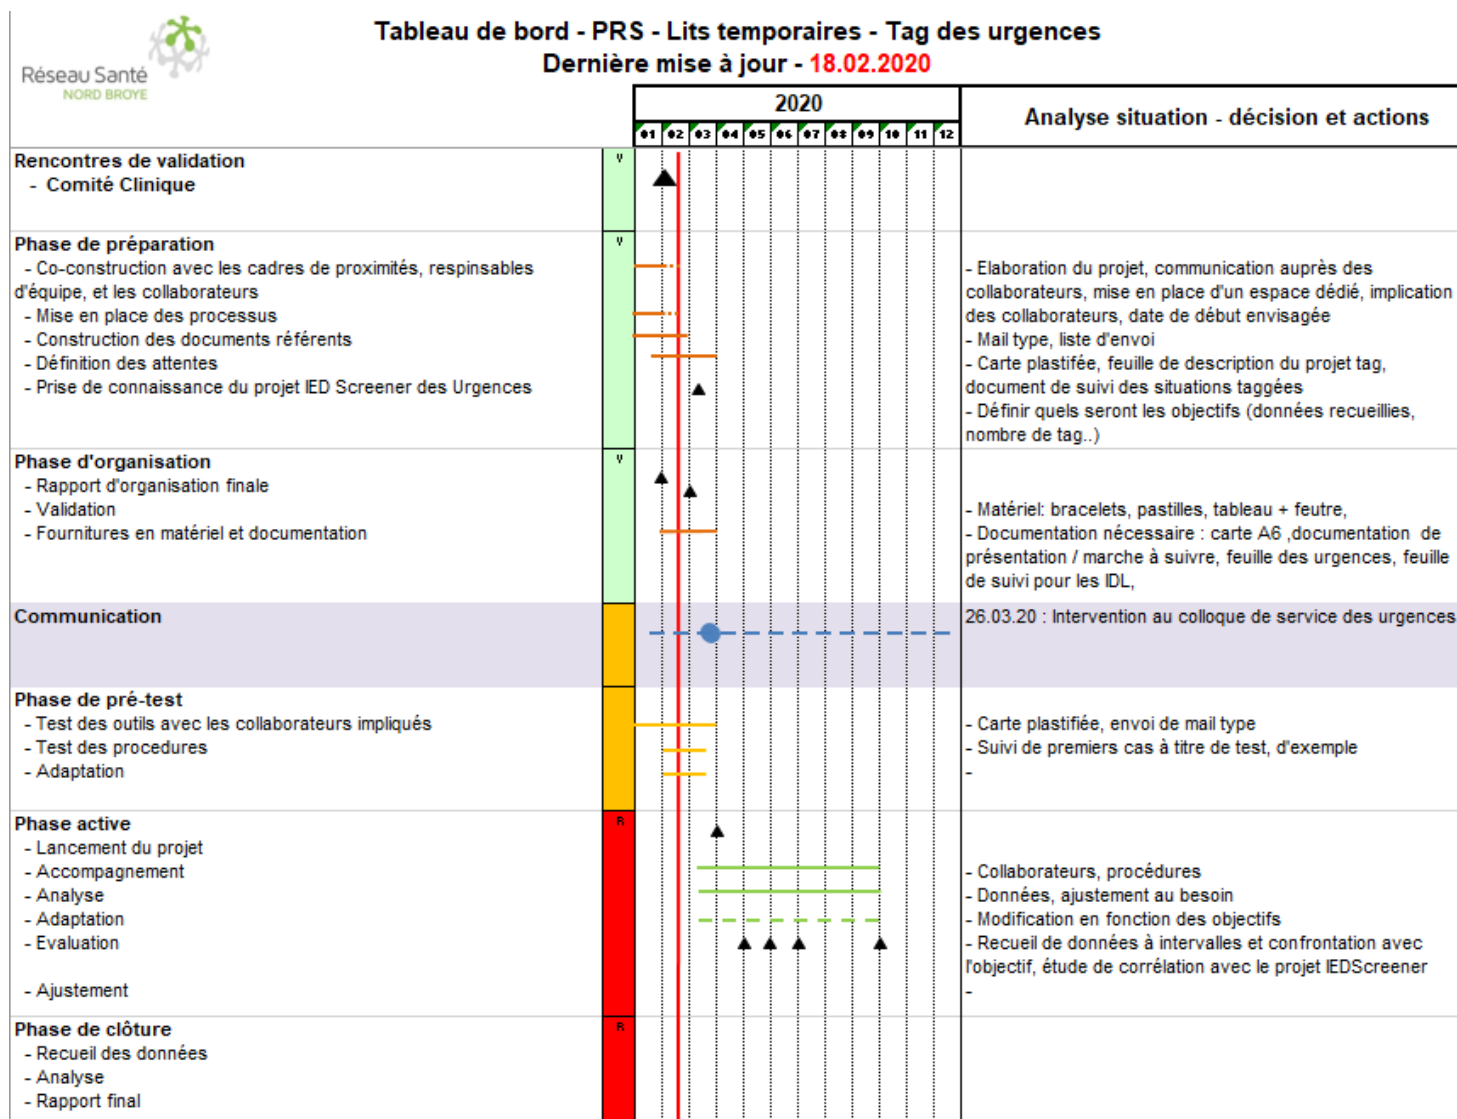 Tableau de bord - PRS - Lits temporaires - Tag des urgences
Dernière mise à jour - 18.02.2020
Réseau Santé
NORD BROYE
2020
Analyse situation - décision et actions
01 02 03 04 05 06 07 08 09 10 11 12
Rencontres de validation
V
- Comité Clinique
Phase de préparation
V
- Co-construction avec les cadres de proximités, respinsables
d'équipe, et les collaborateurs
- Mise en place des processus
- Construction des documents référents
- Définition des attentes
- Prise de connaissance du projet IED Screener des Urgences
- Elaboration du projet, communication auprès des
collaborateurs, mise en place d'un espace dédié, implication
des collaborateurs, date de début envisagée
- Mail type, liste d'envoi
- Carte plastifée, feuille de description du projet tag,
document de suivi des situations taggées
- Définir quels seront les objectifs (données recueillies,
nombre de tag..)
Phase d'organisation
V
- Rapport d'organisation finale
- Validation
- Fournitures en matériel et documentation
- Matériel: bracelets, pastilles, tableau + feutre,
- Documentation nécessaire : carte A6 ,documentation de
présentation / marche à suivre, feuille des urgences, feuille
de suivi pour les IDL,
Communication
26.03.20 : Intervention au colloque de service des urgences
Phase de pré-test
- Test des outils avec les collaborateurs impliqués
- Test des procedures
- Adaptation
- Carte plastifiée, envoi de mail type
- Suivi de premiers cas à titre de test, d'exemple
-
Phase active
R
- Lancement du projet
- Accompagnement
- Analyse
- Adaptation
- Evaluation
- Ajustement
- Collaborateurs, procédures
- Données, ajustement au besoin
- Modification en fonction des objectifs
- Recueil de données à intervalles et confrontation avec
l'objectif, étude de corrélation avec le projet IEDScreener
-
Phase de clôture
R
- Recueil des données
- Analyse
- Rapport final